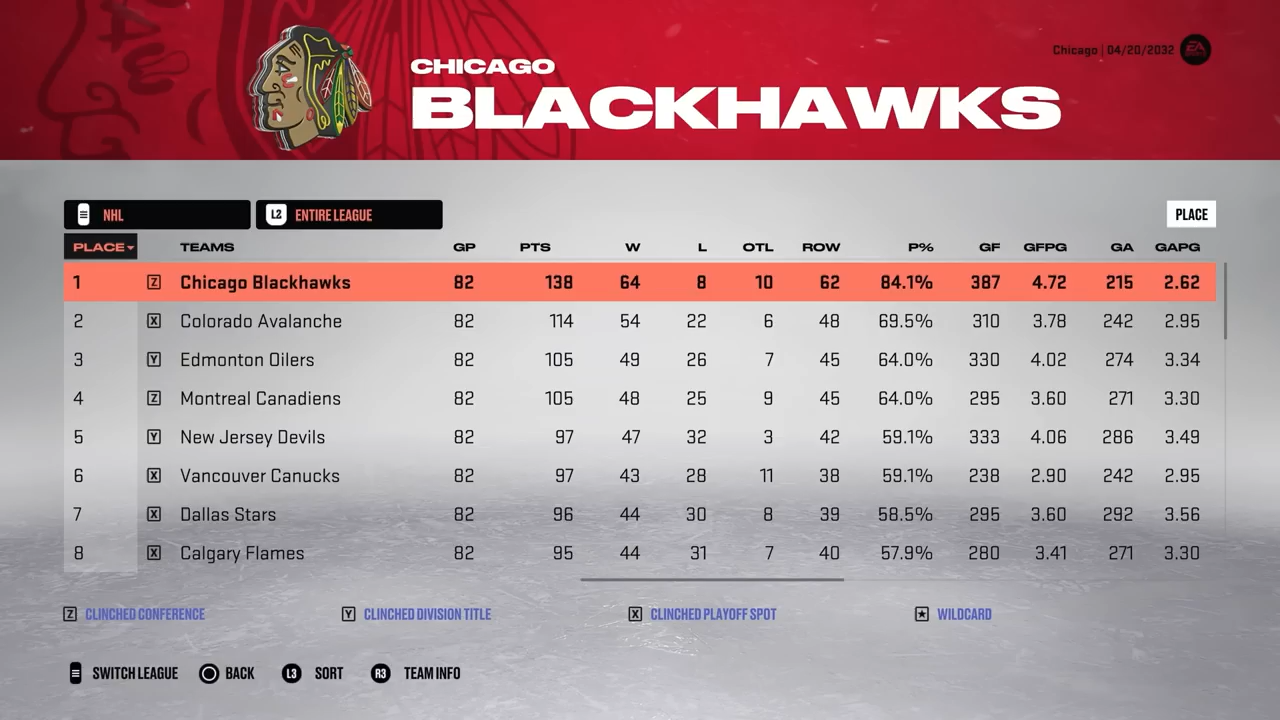 CHICAGO
BLACKHAWKS
Chicago | 04/20/2032
NHL
L2 ENTIRE LEAGUE
PLACE
PLACE TEAMS GP PTS W L OTL ROW P% GF GFPG GA GAPG
1 Z Chicago Blackhawks 82 138 64 8 10 62 84.1% 387 4.72 215 2.62
2 X Colorado Avalanche 82 114 54 22 6 48 69.5% 310 3.78 242 2.95
3 Y Edmonton Oilers 82 105 49 26 7 45 64.0% 330 4.02 274 3.34
4 Z Montreal Canadiens 82 105 48 25 9 45 64.0% 295 3.60 271 3.30
5 Y New Jersey Devils 82 97 47 32 3 42 59.1% 333 4.06 286 3.49
6 X Vancouver Canucks 82 97 43 28 11 38 59.1% 238 2.90 242 2.95
7 X Dallas Stars 82 96 44 30 8 39 58.5% 295 3.60 292 3.56
8 X Calgary Flames 82 95 44 31 7 40 57.9% 280 3.41 271 3.30
Z CLINCHED CONFERENCE Y CLINCHED DIVISION TITLE X CLINCHED PLAYOFF SPOT ★ WILDCARD
SWITCH LEAGUE BACK L3 SORT R3 TEAM INFO